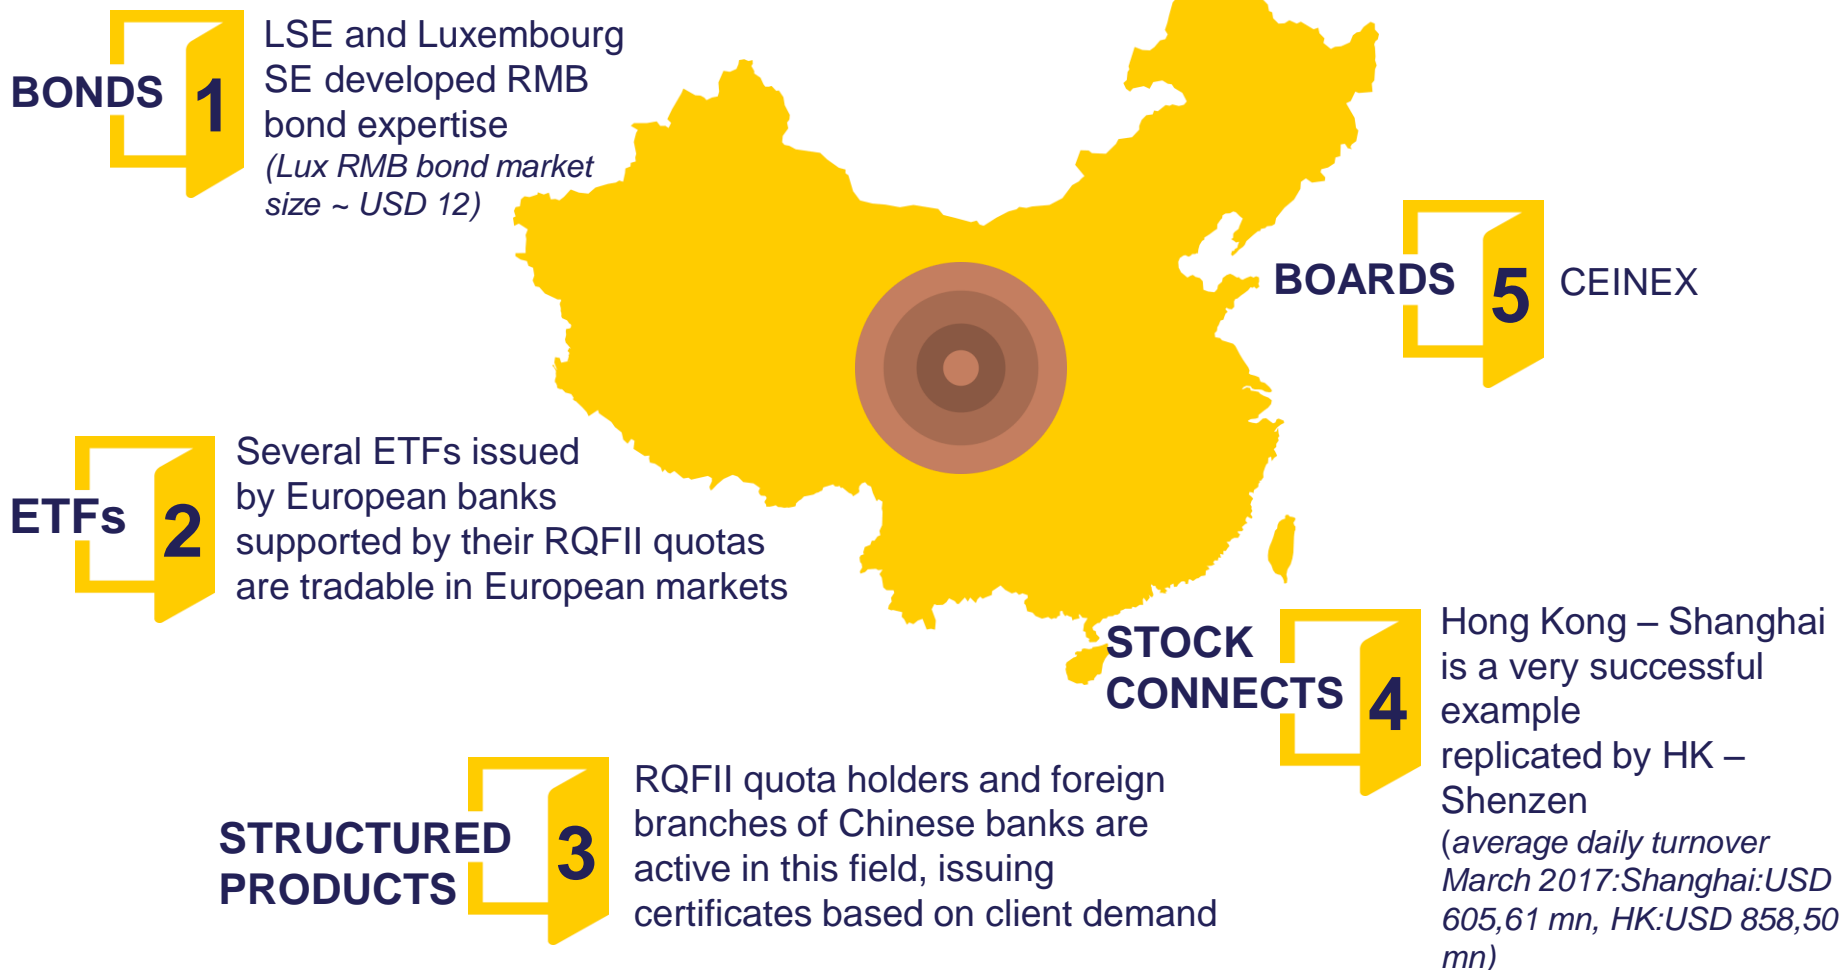 BONDS
1
LSE and Luxembourg
SE developed RMB
bond expertise
(Lux RMB bond market
size ~ USD 12)
ETFs
2
Several ETFs issued
by European banks
supported by their RQFII quotas
are tradable in European markets
STRUCTURED
PRODUCTS
3
RQFII quota holders and foreign
branches of Chinese banks are
active in this field, issuing
certificates based on client demand
STOCK
CONNECTS
4
Hong Kong – Shanghai
is a very successful
example
replicated by HK –
Shenzen
(average daily turnover
March 2017:Shanghai:USD
605,61 mn, HK:USD 858,50
mn)
BOARDS
5
CEINEX